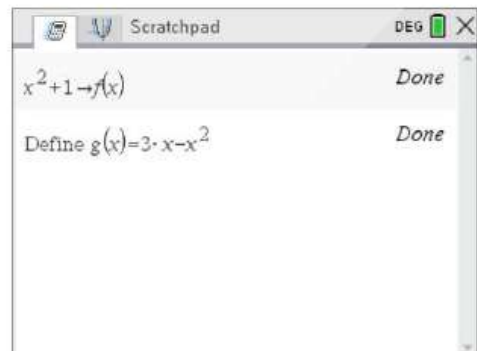 Scratchpad DEG
x²+1→f(x) Done
Define g(x)=3·x−x² Done